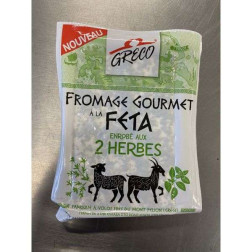 NOUVEAU
GRECO
FROMAGE GOURMET
À LA FETA
ENROBÉ AUX
2 HERBES